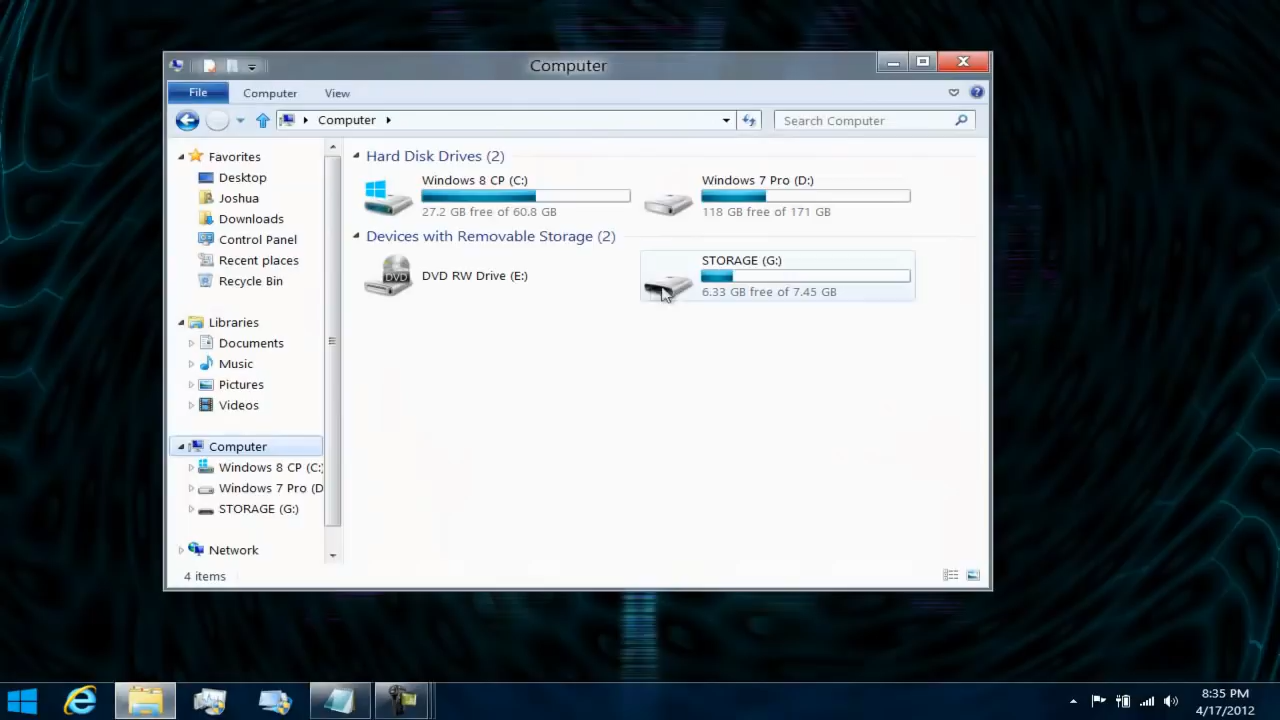 Computer
File Computer View
Computer
Search Computer
Favorites
Desktop
Joshua
Downloads
Control Panel
Recent places
Recycle Bin
Libraries
Documents
Music
Pictures
Videos
Computer
Windows 8 CP (C:)
Windows 7 Pro (D
STORAGE (G:)
Network
Hard Disk Drives (2)
Windows 8 CP (C:)
27.2 GB free of 60.8 GB
Windows 7 Pro (D:)
118 GB free of 171 GB
Devices with Removable Storage (2)
DVD
DVD RW Drive (E:)
STORAGE (G:)
6.33 GB free of 7.45 GB
4 items
8:35 PM
4/17/2012